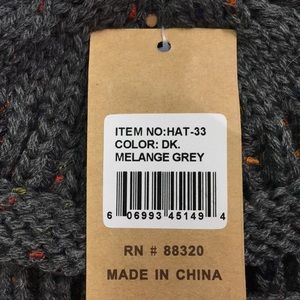 ITEM NO:HAT-33
COLOR: DK.
MELANGE GREY
6 06993 45149 4
RN # 88320
MADE IN CHINA